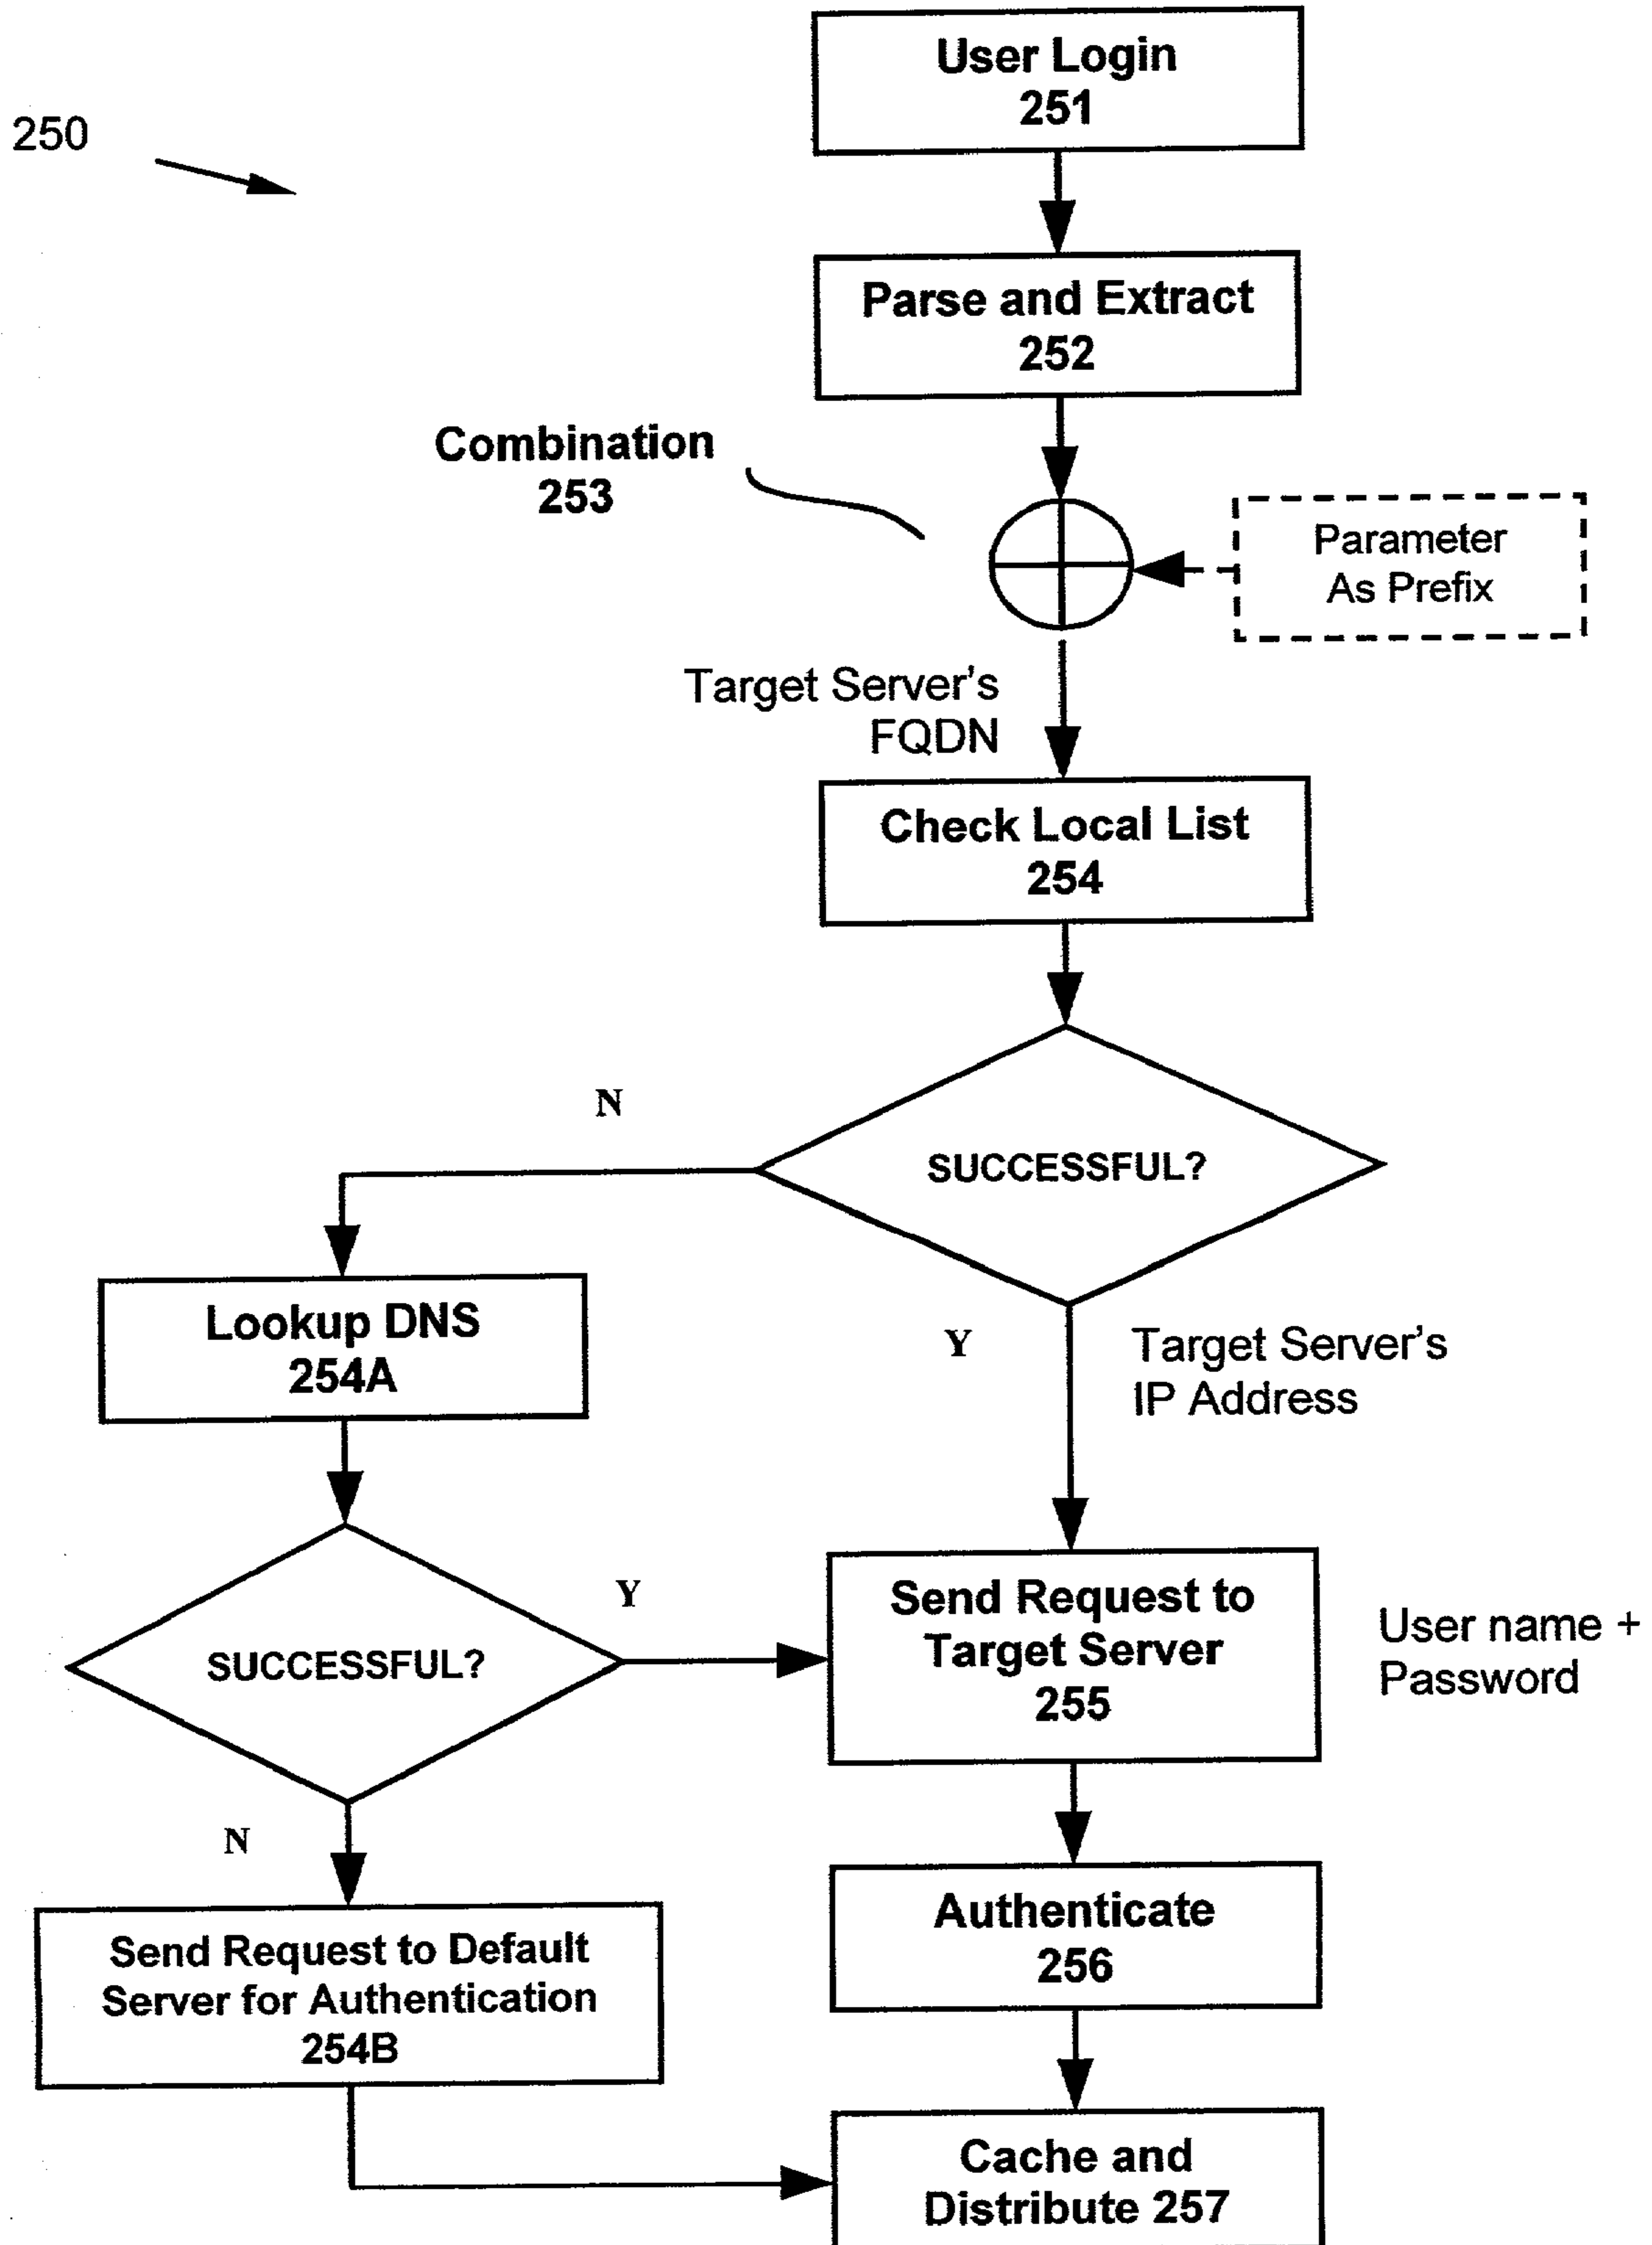 User Login
251
250
Parse and Extract
252
Combination
253
Parameter
As Prefix
Target Server's
FQDN
Check Local List
254
N
SUCCESSFUL?
Lookup DNS
254A
Y
Target Server's
IP Address
Y
SUCCESSFUL?
Send Request to
Target Server
255
User name +
Password
N
Send Request to Default
Server for Authentication
254B
Authenticate
256
Cache and
Distribute 257